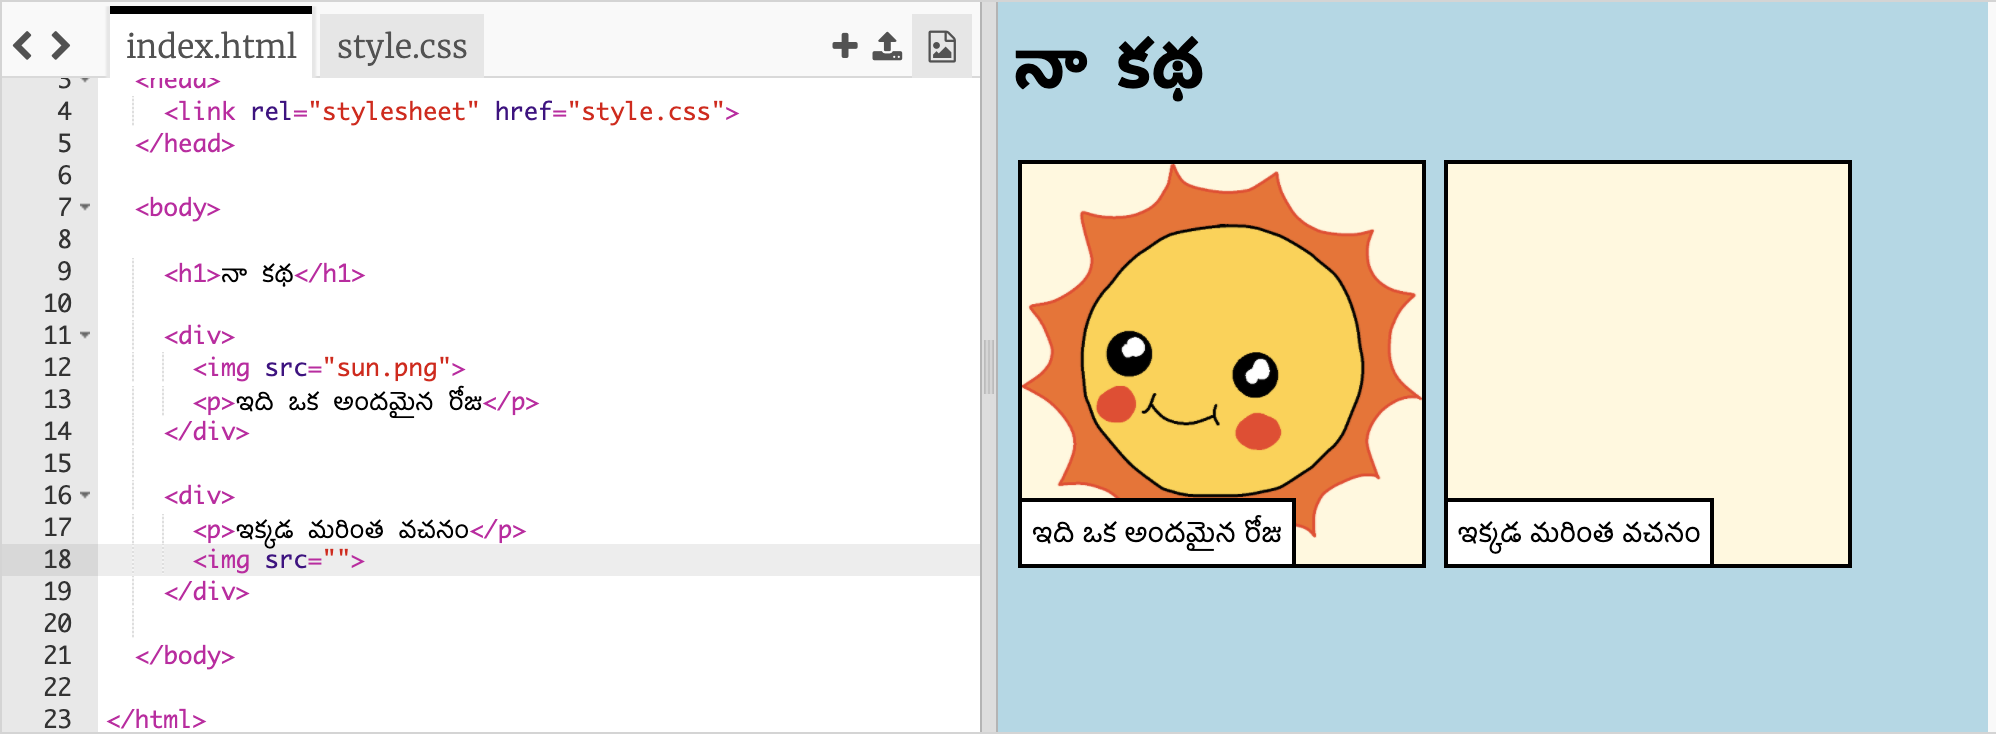 index.html style.css
3 <head>
4 <link rel="stylesheet" href="style.css">
5 </head>
6
7 <body>
8
9 <h1>నా కథ</h1>
10
11 <div>
12 <img src="sun.png">
13 <p>ఇది ఒక అందమైన రోజు</p>
14 </div>
15
16 <div>
17 <p>ఇక్కడ మరింత వచనం</p>
18 <img src="">
19 </div>
20
21 </body>
22
23 </html>
నా కథ
ఇది ఒక అందమైన రోజు
ఇక్కడ మరింత వచనం